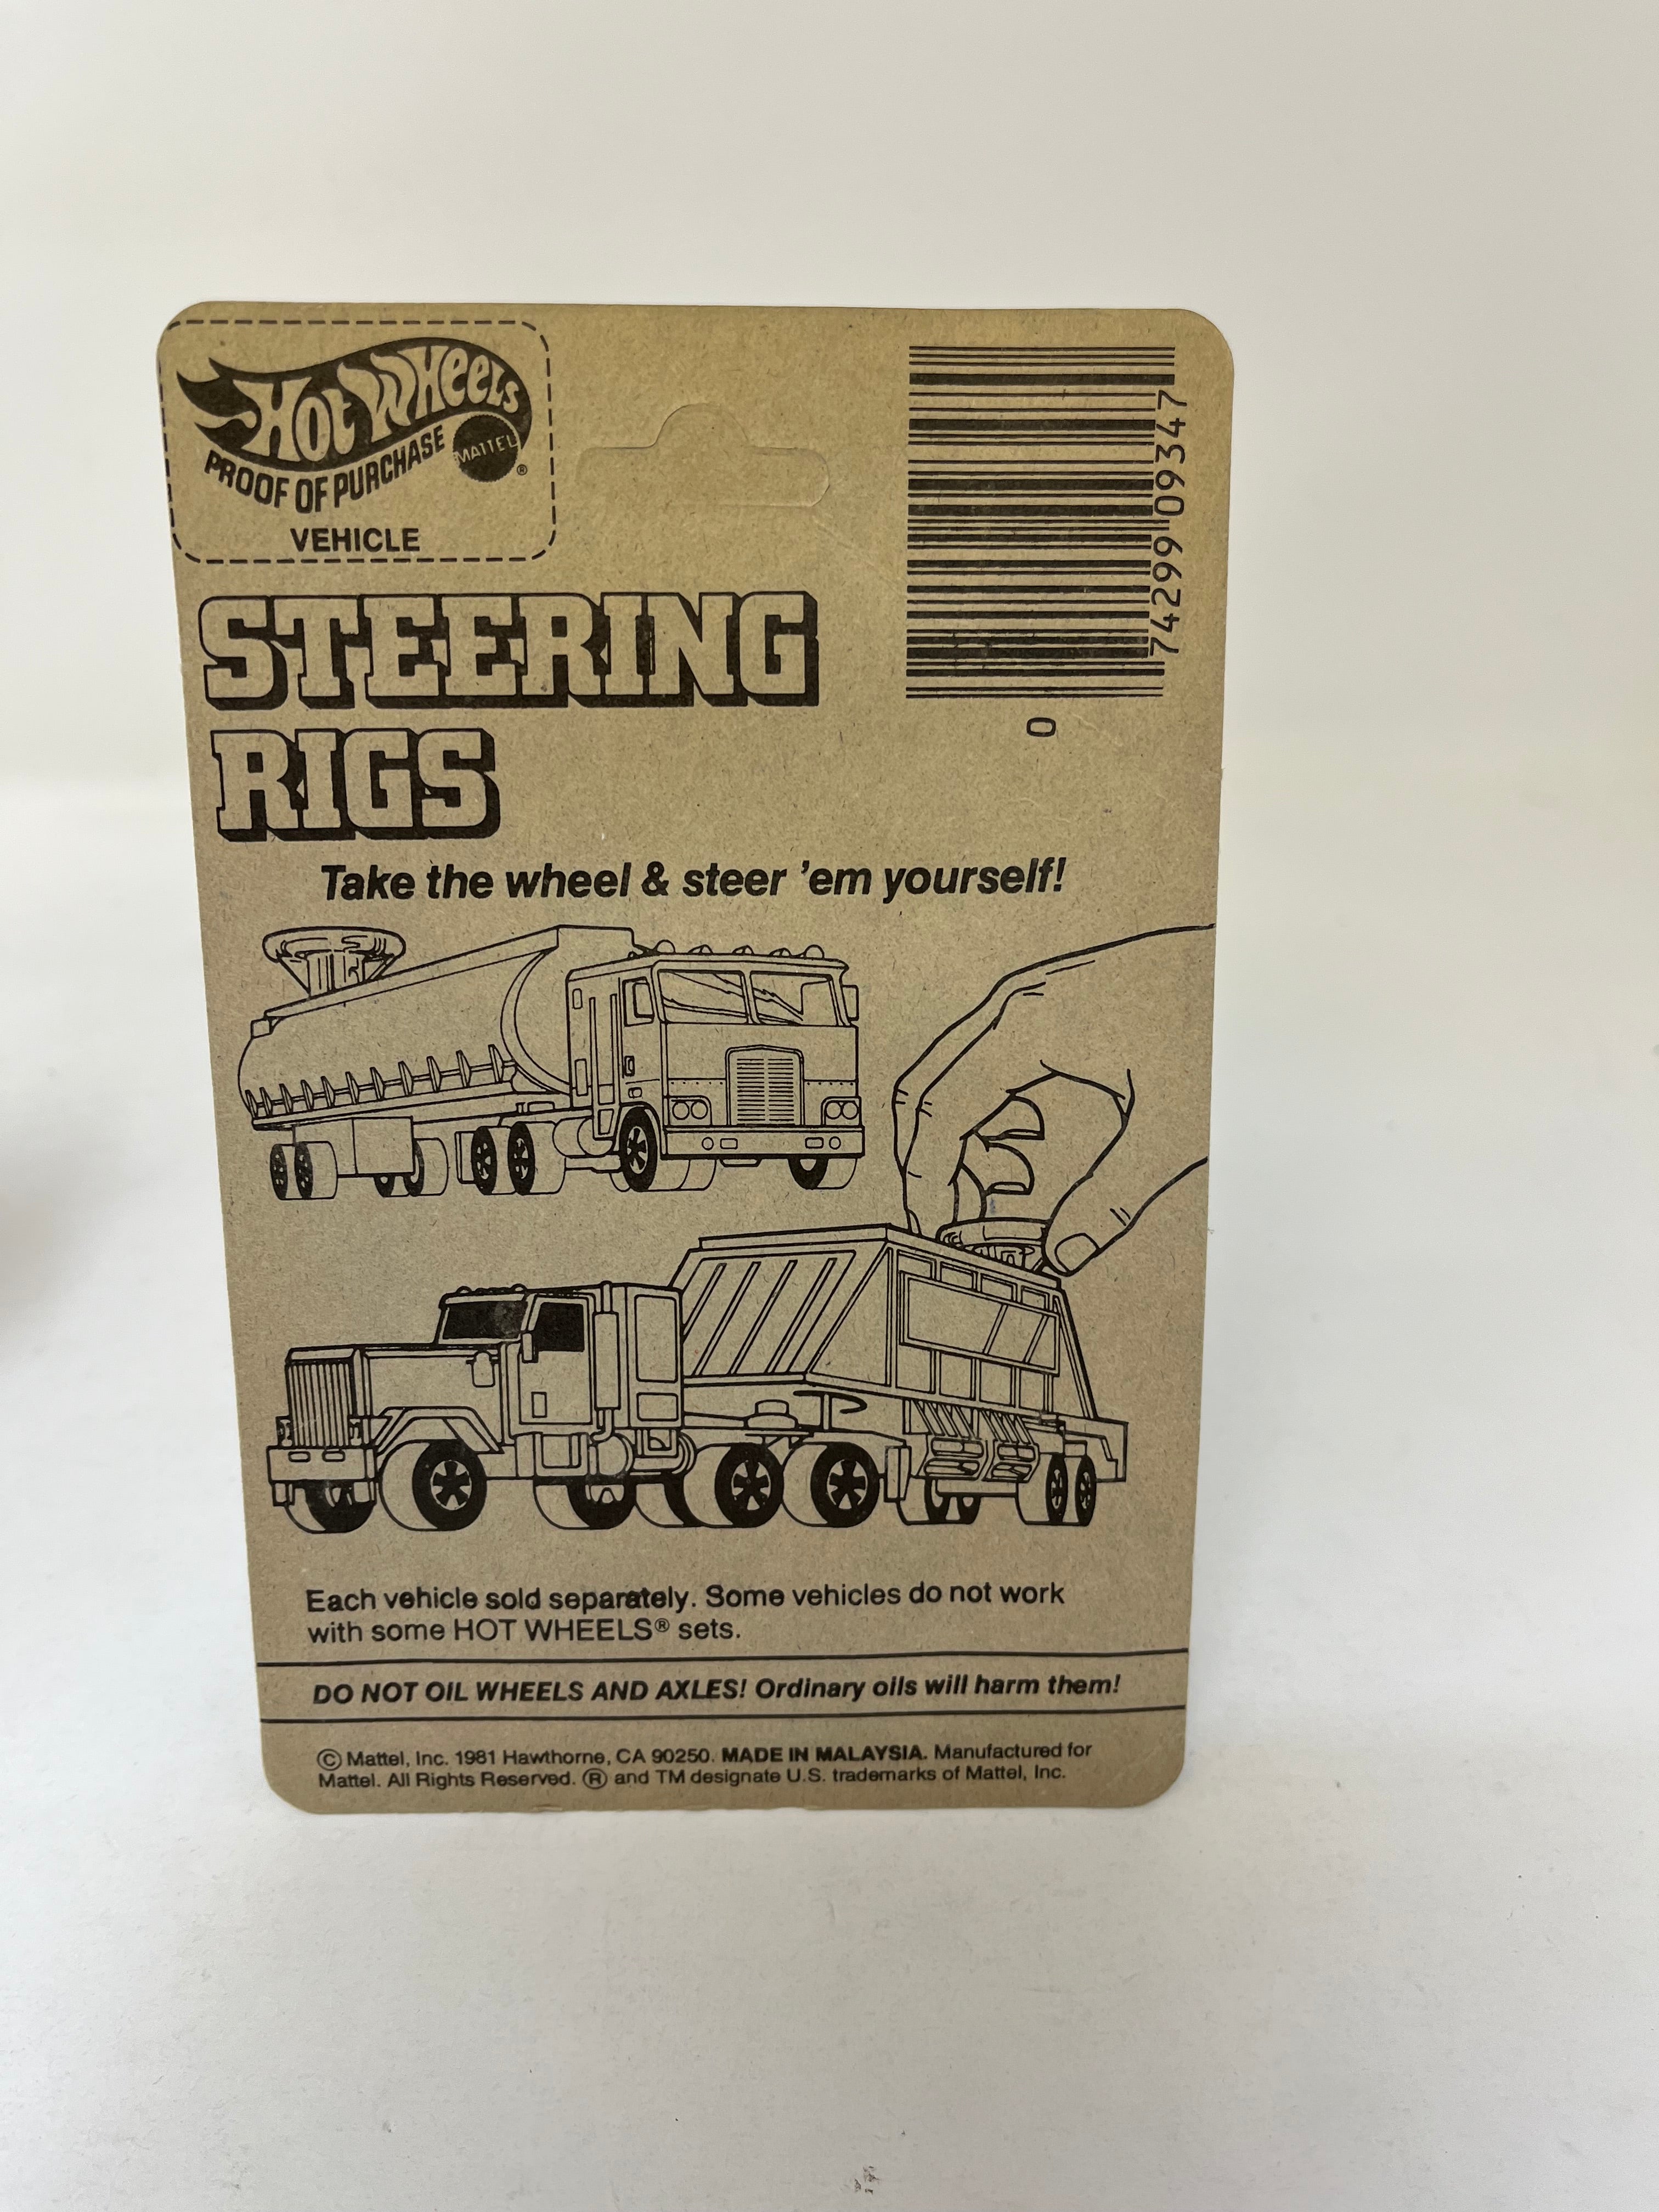 HOT WHEELS
MATTEL
®
PROOF OF PURCHASE
VEHICLE
74299 09347
0
STEERING
RIGS
Take the wheel & steer 'em yourself!
Each vehicle sold separately. Some vehicles do not work
with some HOT WHEELS® sets.
DO NOT OIL WHEELS AND AXLES! Ordinary oils will harm them!
© Mattel, Inc. 1981 Hawthorne, CA 90250. MADE IN MALAYSIA. Manufactured for
Mattel. All Rights Reserved. ® and TM designate U.S. trademarks of Mattel, Inc.